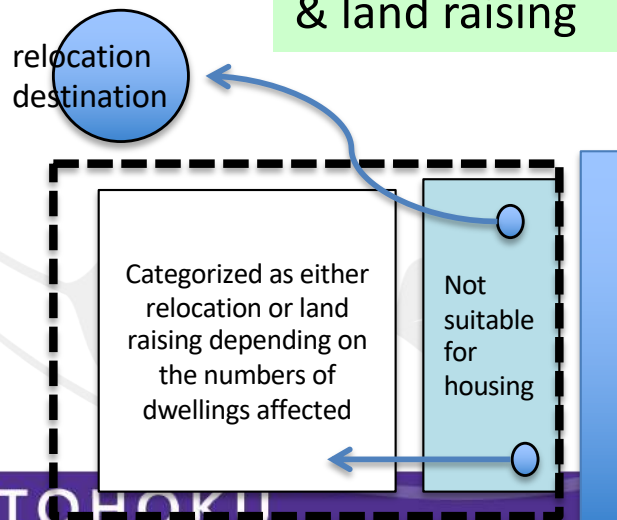 & land raising
relocation
destination
Categorized as either
relocation or land
raising depending on
the numbers of
dwellings affected
Not
suitable
for
housing
TOHOKU